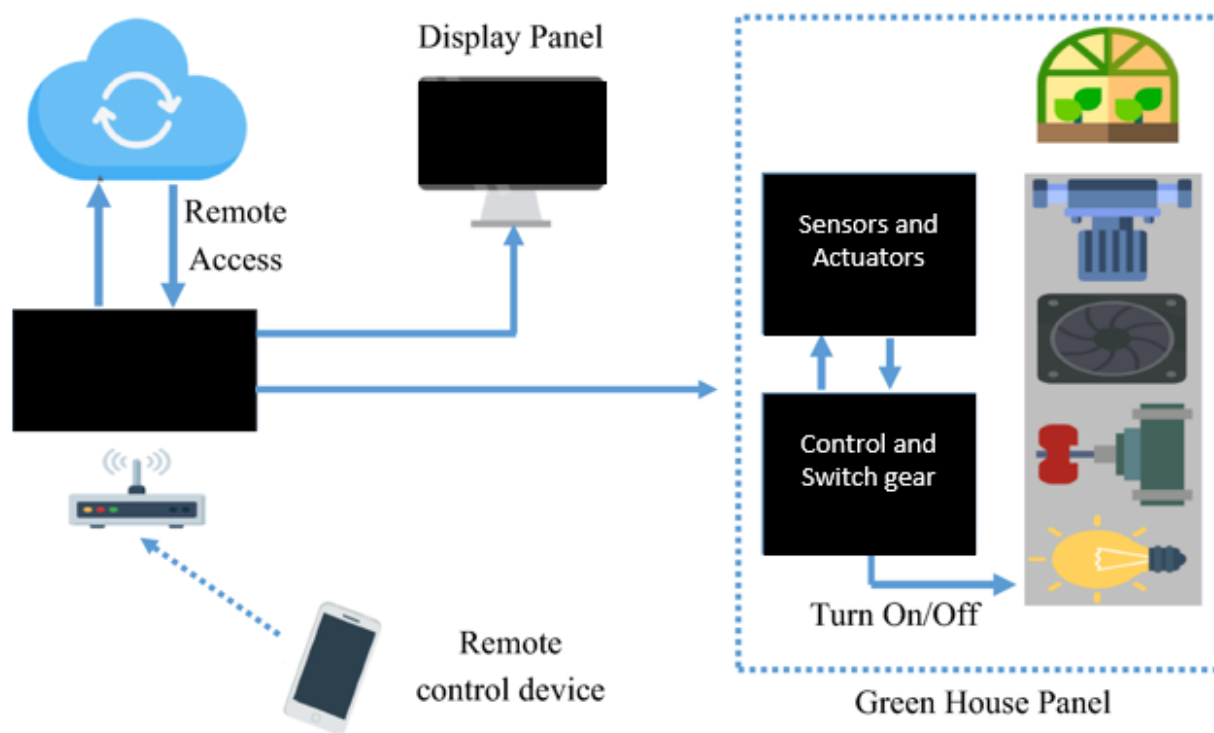 Display Panel
Remote
Access
Sensors and
Actuators
Control and
Switch gear
Turn On/Off
Remote
control device
Green House Panel